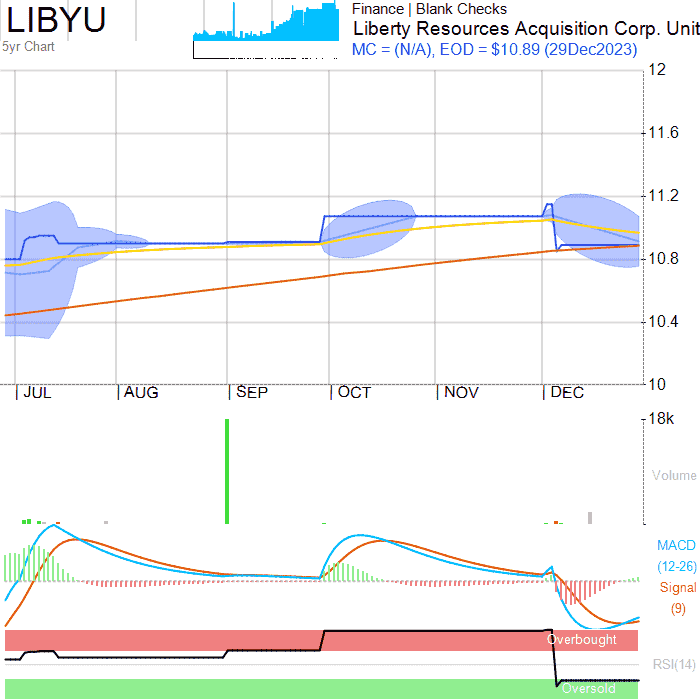 LIBYU
5yr Chart
Finance | Blank Checks
Liberty Resources Acquisition Corp. Unit
MC = (N/A), EOD = $10.89 (29Dec2023)
12
11.6
11.2
10.8
10.4
10
JUL AUG SEP OCT NOV DEC
18k
Volume
MACD
(12-26)
Signal
(9)
Overbought
RSI(14)
Oversold